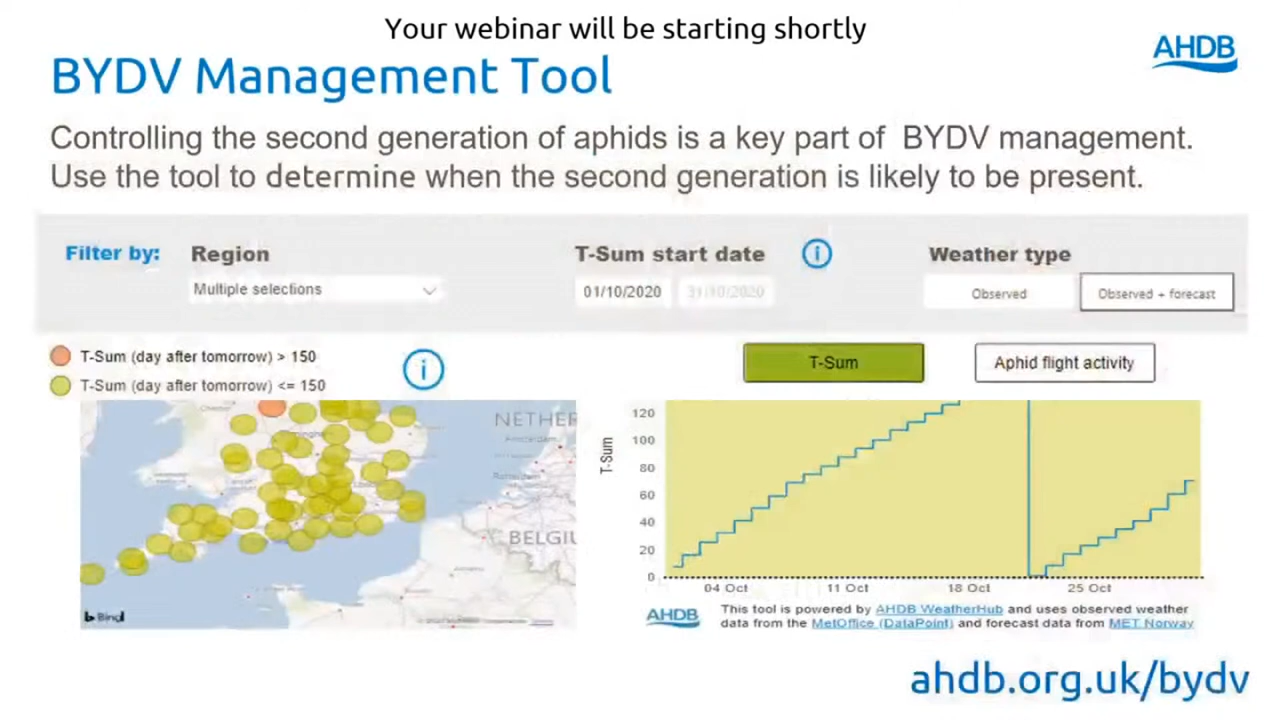 Your webinar will be starting shortly
AHDB
BYDV Management Tool
Controlling the second generation of aphids is a key part of BYDV management.
Use the tool to determine when the second generation is likely to be present.
Filter by:
Region
T-Sum start date
i
Weather type
Multiple selections
01/10/2020
31/10/2020
Observed
Observed + forecast
T-Sum (day after tomorrow) > 150
T-Sum (day after tomorrow) <= 150
i
T-Sum
Aphid flight activity
NETHER
BELGIU
Bing
T-Sum
120
100
80
60
40
20
0
04 Oct
11 Oct
18 Oct
25 Oct
AHDB
This tool is powered by AHDB WeatherHub and uses observed weather
data from the MetOffice (DataPoint) and forecast data from MET Norway
ahdb.org.uk/bydv